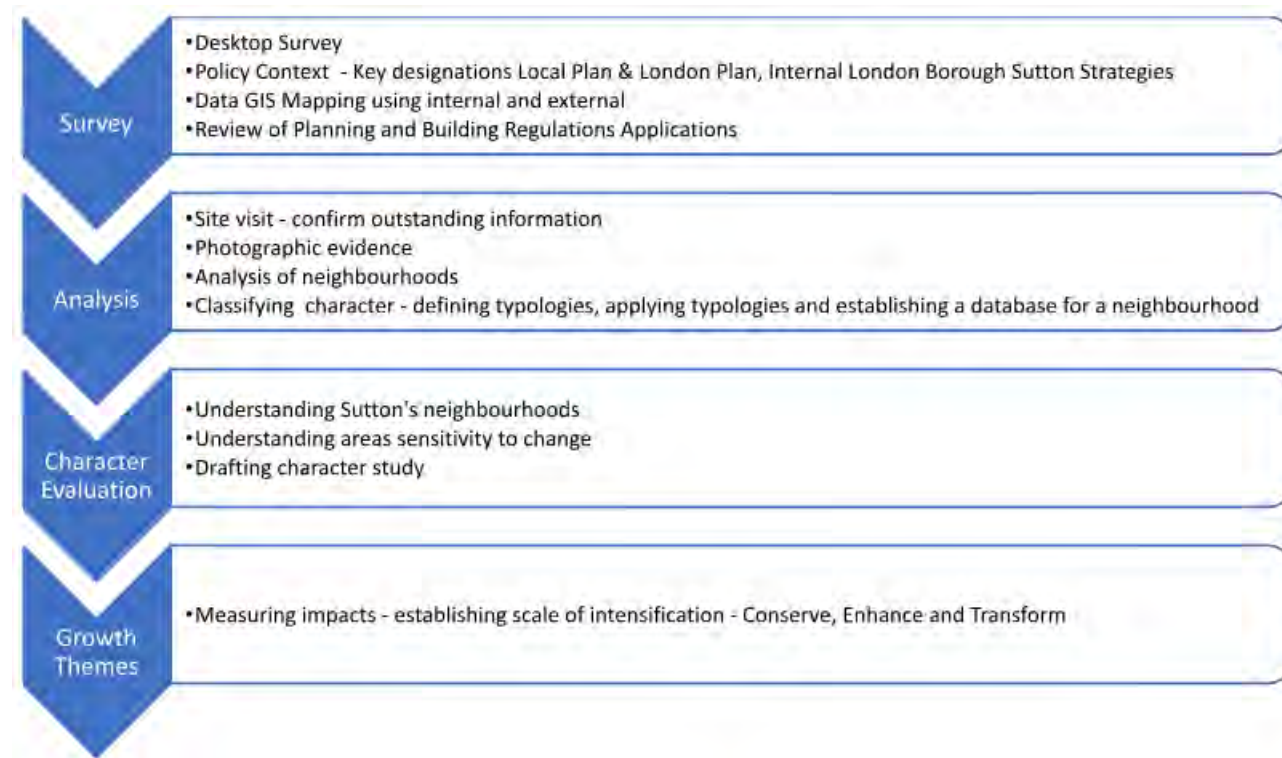 Survey
•Desktop Survey
•Policy Context  - Key designations Local Plan & London Plan, Internal London Borough Sutton Strategies
•Data GIS Mapping using internal and external
•Review of Planning and Building Regulations Applications
Analysis
•Site visit - confirm outstanding information
•Photographic evidence
•Analysis of neighbourhoods
•Classifying  character - defining typologies, applying typologies and establishing a database for a neighbourhood
Character
Evaluation
•Understanding Sutton's neighbourhoods
•Understanding areas sensitivity to change
•Drafting character study
Growth
Themes
•Measuring impacts - establishing scale of intensification - Conserve, Enhance and Transform